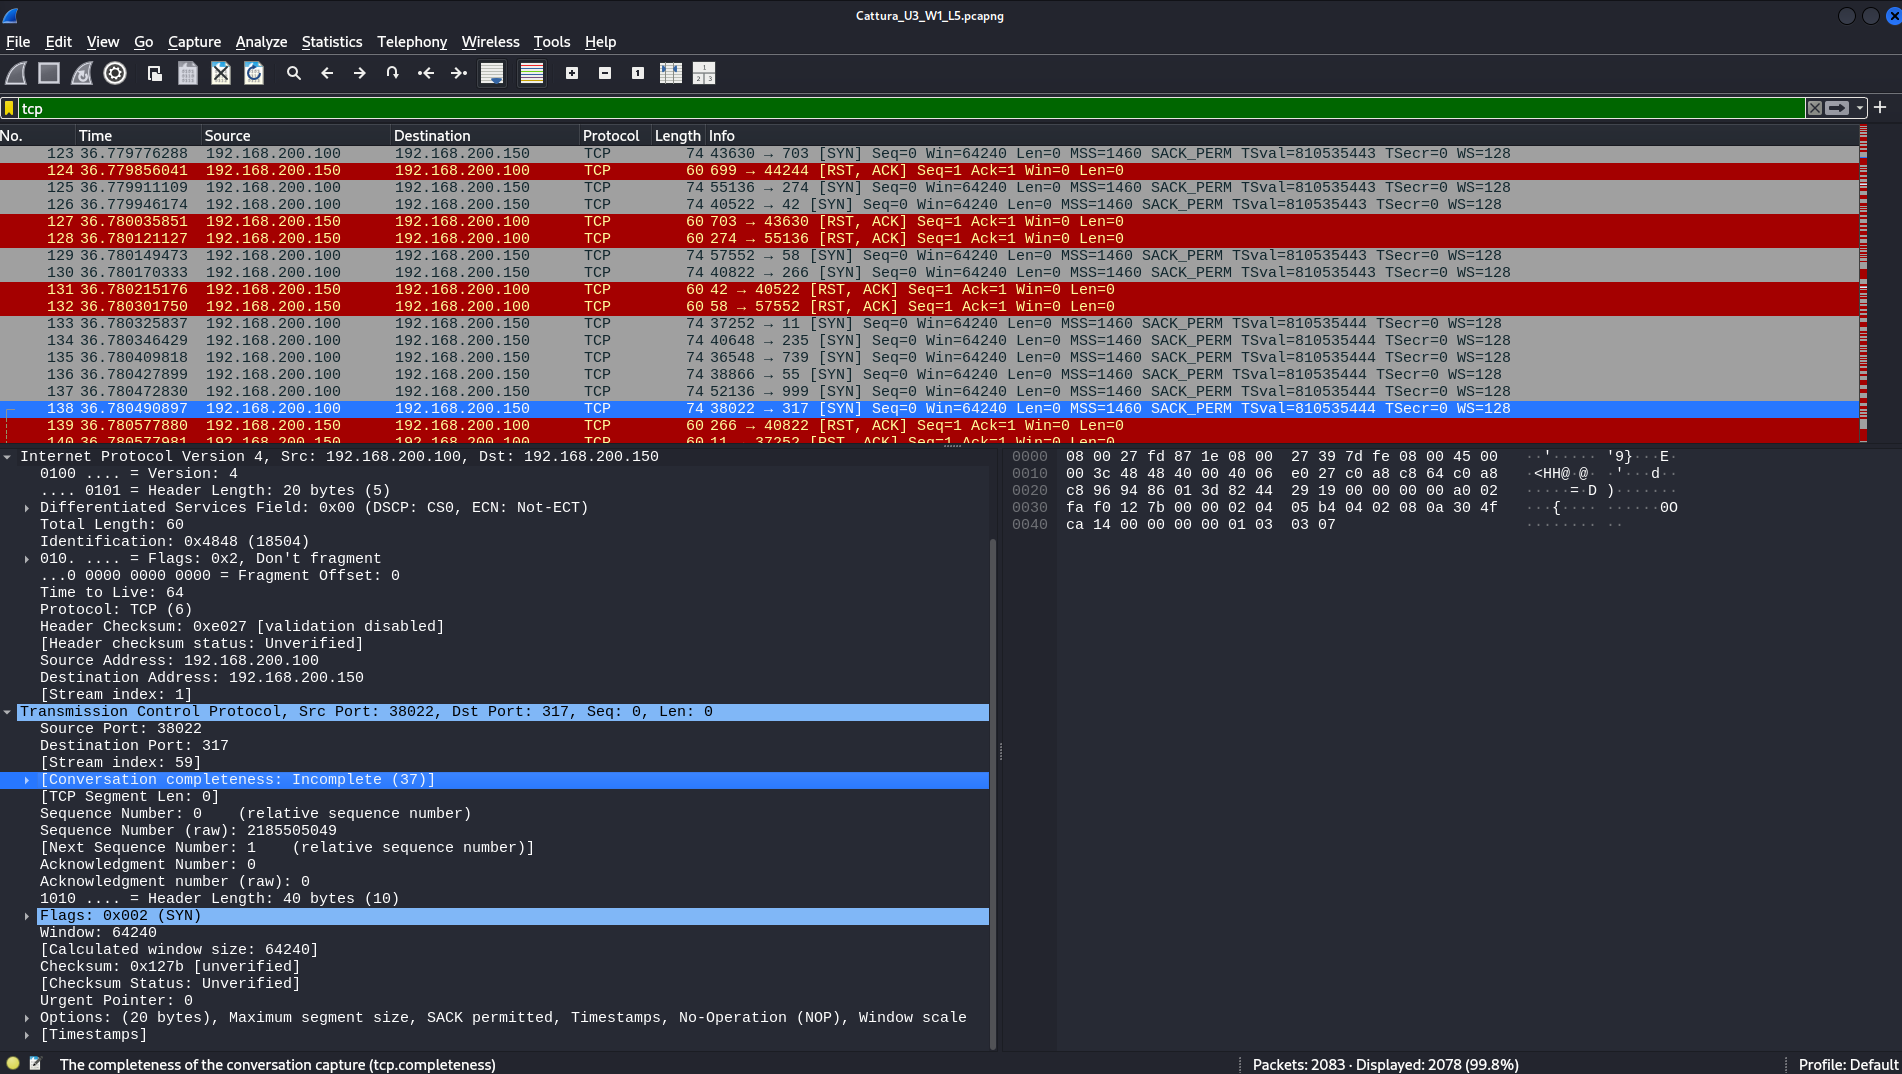 Cattura_U3_W1_L5.pcapng
File Edit View Go Capture Analyze Statistics Telephony Wireless Tools Help
tcp
No. Time Source Destination Protocol Length Info
123 36.779776288 192.168.200.100 192.168.200.150 TCP 74 43630 → 703 [SYN] Seq=0 Win=64240 Len=0 MSS=1460 SACK_PERM TSval=810535443 TSecr=0 WS=128
124 36.779856041 192.168.200.150 192.168.200.100 TCP 60 699 → 44244 [RST, ACK] Seq=1 Ack=1 Win=0 Len=0
125 36.779911109 192.168.200.100 192.168.200.150 TCP 74 55136 → 274 [SYN] Seq=0 Win=64240 Len=0 MSS=1460 SACK_PERM TSval=810535443 TSecr=0 WS=128
126 36.779946174 192.168.200.100 192.168.200.150 TCP 74 40522 → 42 [SYN] Seq=0 Win=64240 Len=0 MSS=1460 SACK_PERM TSval=810535443 TSecr=0 WS=128
127 36.780035851 192.168.200.150 192.168.200.100 TCP 60 703 → 43630 [RST, ACK] Seq=1 Ack=1 Win=0 Len=0
128 36.780121127 192.168.200.150 192.168.200.100 TCP 60 274 → 55136 [RST, ACK] Seq=1 Ack=1 Win=0 Len=0
129 36.780149473 192.168.200.100 192.168.200.150 TCP 74 57552 → 58 [SYN] Seq=0 Win=64240 Len=0 MSS=1460 SACK_PERM TSval=810535443 TSecr=0 WS=128
130 36.780170333 192.168.200.100 192.168.200.150 TCP 74 40822 → 266 [SYN] Seq=0 Win=64240 Len=0 MSS=1460 SACK_PERM TSval=810535443 TSecr=0 WS=128
131 36.780215176 192.168.200.150 192.168.200.100 TCP 60 42 → 40522 [RST, ACK] Seq=1 Ack=1 Win=0 Len=0
132 36.780301750 192.168.200.150 192.168.200.100 TCP 60 58 → 57552 [RST, ACK] Seq=1 Ack=1 Win=0 Len=0
133 36.780325837 192.168.200.100 192.168.200.150 TCP 74 37252 → 11 [SYN] Seq=0 Win=64240 Len=0 MSS=1460 SACK_PERM TSval=810535444 TSecr=0 WS=128
134 36.780346429 192.168.200.100 192.168.200.150 TCP 74 40648 → 235 [SYN] Seq=0 Win=64240 Len=0 MSS=1460 SACK_PERM TSval=810535444 TSecr=0 WS=128
135 36.780409818 192.168.200.100 192.168.200.150 TCP 74 36548 → 739 [SYN] Seq=0 Win=64240 Len=0 MSS=1460 SACK_PERM TSval=810535444 TSecr=0 WS=128
136 36.780427899 192.168.200.100 192.168.200.150 TCP 74 38866 → 55 [SYN] Seq=0 Win=64240 Len=0 MSS=1460 SACK_PERM TSval=810535444 TSecr=0 WS=128
137 36.780472830 192.168.200.100 192.168.200.150 TCP 74 52136 → 999 [SYN] Seq=0 Win=64240 Len=0 MSS=1460 SACK_PERM TSval=810535444 TSecr=0 WS=128
138 36.780490897 192.168.200.100 192.168.200.150 TCP 74 38022 → 317 [SYN] Seq=0 Win=64240 Len=0 MSS=1460 SACK_PERM TSval=810535444 TSecr=0 WS=128
139 36.780577880 192.168.200.150 192.168.200.100 TCP 60 266 → 40822 [RST, ACK] Seq=1 Ack=1 Win=0 Len=0
140 36.780577981 192.168.200.150 192.168.200.100 TCP 60 11 → 37252 [RST, ACK] Seq=1 Ack=1 Win=0 Len=0
Internet Protocol Version 4, Src: 192.168.200.100, Dst: 192.168.200.150
0100 .... = Version: 4
.... 0101 = Header Length: 20 bytes (5)
Differentiated Services Field: 0x00 (DSCP: CS0, ECN: Not-ECT)
Total Length: 60
Identification: 0x4848 (18504)
010. .... = Flags: 0x2, Don't fragment
...0 0000 0000 0000 = Fragment Offset: 0
Time to Live: 64
Protocol: TCP (6)
Header Checksum: 0xe027 [validation disabled]
[Header checksum status: Unverified]
Source Address: 192.168.200.100
Destination Address: 192.168.200.150
[Stream index: 1]
Transmission Control Protocol, Src Port: 38022, Dst Port: 317, Seq: 0, Len: 0
Source Port: 38022
Destination Port: 317
[Stream index: 59]
[Conversation completeness: Incomplete (37)]
[TCP Segment Len: 0]
Sequence Number: 0    (relative sequence number)
Sequence Number (raw): 2185505049
[Next Sequence Number: 1    (relative sequence number)]
Acknowledgment Number: 0
Acknowledgment number (raw): 0
1010 .... = Header Length: 40 bytes (10)
Flags: 0x002 (SYN)
Window: 64240
[Calculated window size: 64240]
Checksum: 0x127b [unverified]
[Checksum Status: Unverified]
Urgent Pointer: 0
Options: (20 bytes), Maximum segment size, SACK permitted, Timestamps, No-Operation (NOP), Window scale
[Timestamps]
0000 08 00 27 fd 87 1e 08 00 27 39 7d fe 08 00 45 00 ··'····· '9}···E·
0010 00 3c 48 48 40 00 40 06 e0 27 c0 a8 c8 64 c0 a8 ·<HH@·@· ·'···d··
0020 c8 96 94 86 01 3d 82 44 29 19 00 00 00 00 a0 02 ·····=·D )·······
0030 fa f0 12 7b 00 00 02 04 05 b4 04 02 08 0a 30 4f ···{···· ······0O
0040 ca 14 00 00 00 00 01 03 03 07 ········ ··
The completeness of the conversation capture (tcp.completeness)
Packets: 2083 · Displayed: 2078 (99.8%)
Profile: Default